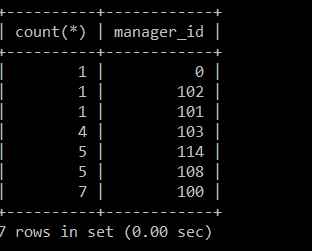 +----------+------------+
| count(*) | manager_id |
+----------+------------+
|        1 |          0 |
|        1 |        102 |
|        1 |        101 |
|        4 |        103 |
|        5 |        114 |
|        5 |        108 |
|        7 |        100 |
+----------+------------+
7 rows in set (0.00 sec)